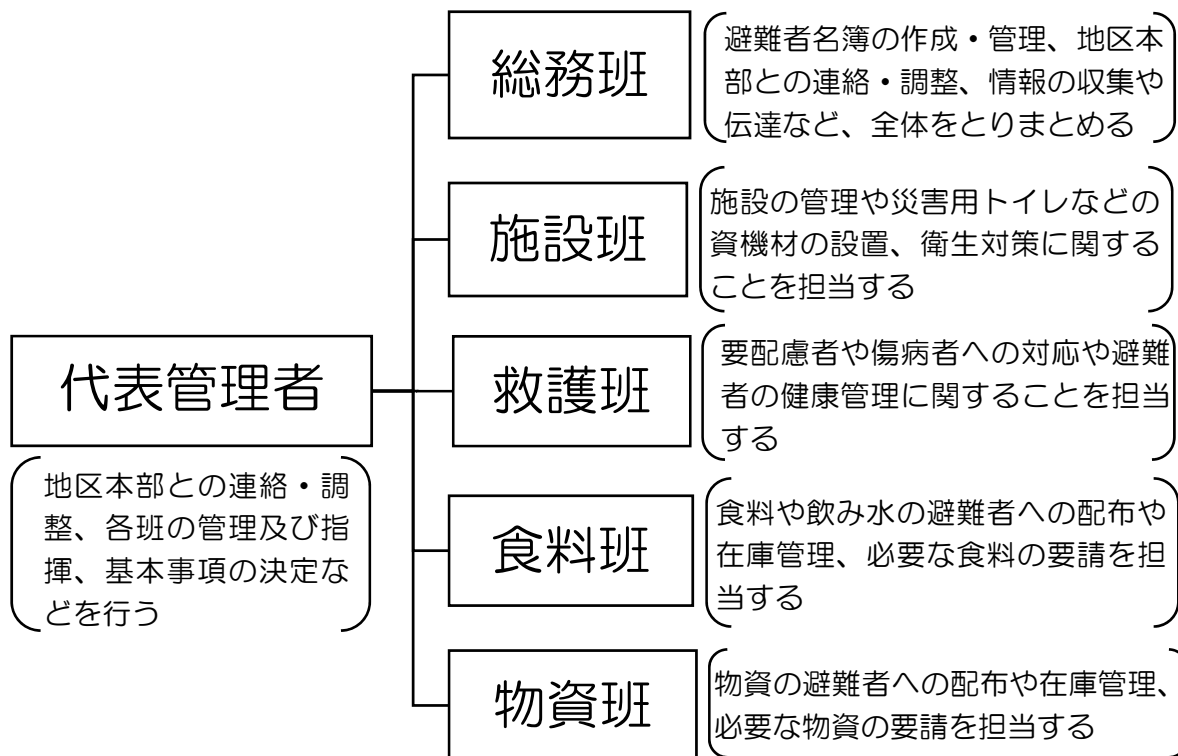 総務班
避難者名簿の作成・管理、地区本
部との連絡・調整、情報の収集や
伝達など、全体をとりまとめる
施設班
施設の管理や災害用トイレなどの
資機材の設置、衛生対策に関する
ことを担当する
代表管理者
地区本部との連絡・調
整、各班の管理及び指
揮、基本事項の決定な
どを行う
救護班
要配慮者や傷病者への対応や避難
者の健康管理に関することを担当
する
食料班
食料や飲み水の避難者への配布や
在庫管理、必要な食料の要請を担
当する
物資班
物資の避難者への配布や在庫管理、
必要な物資の要請を担当する